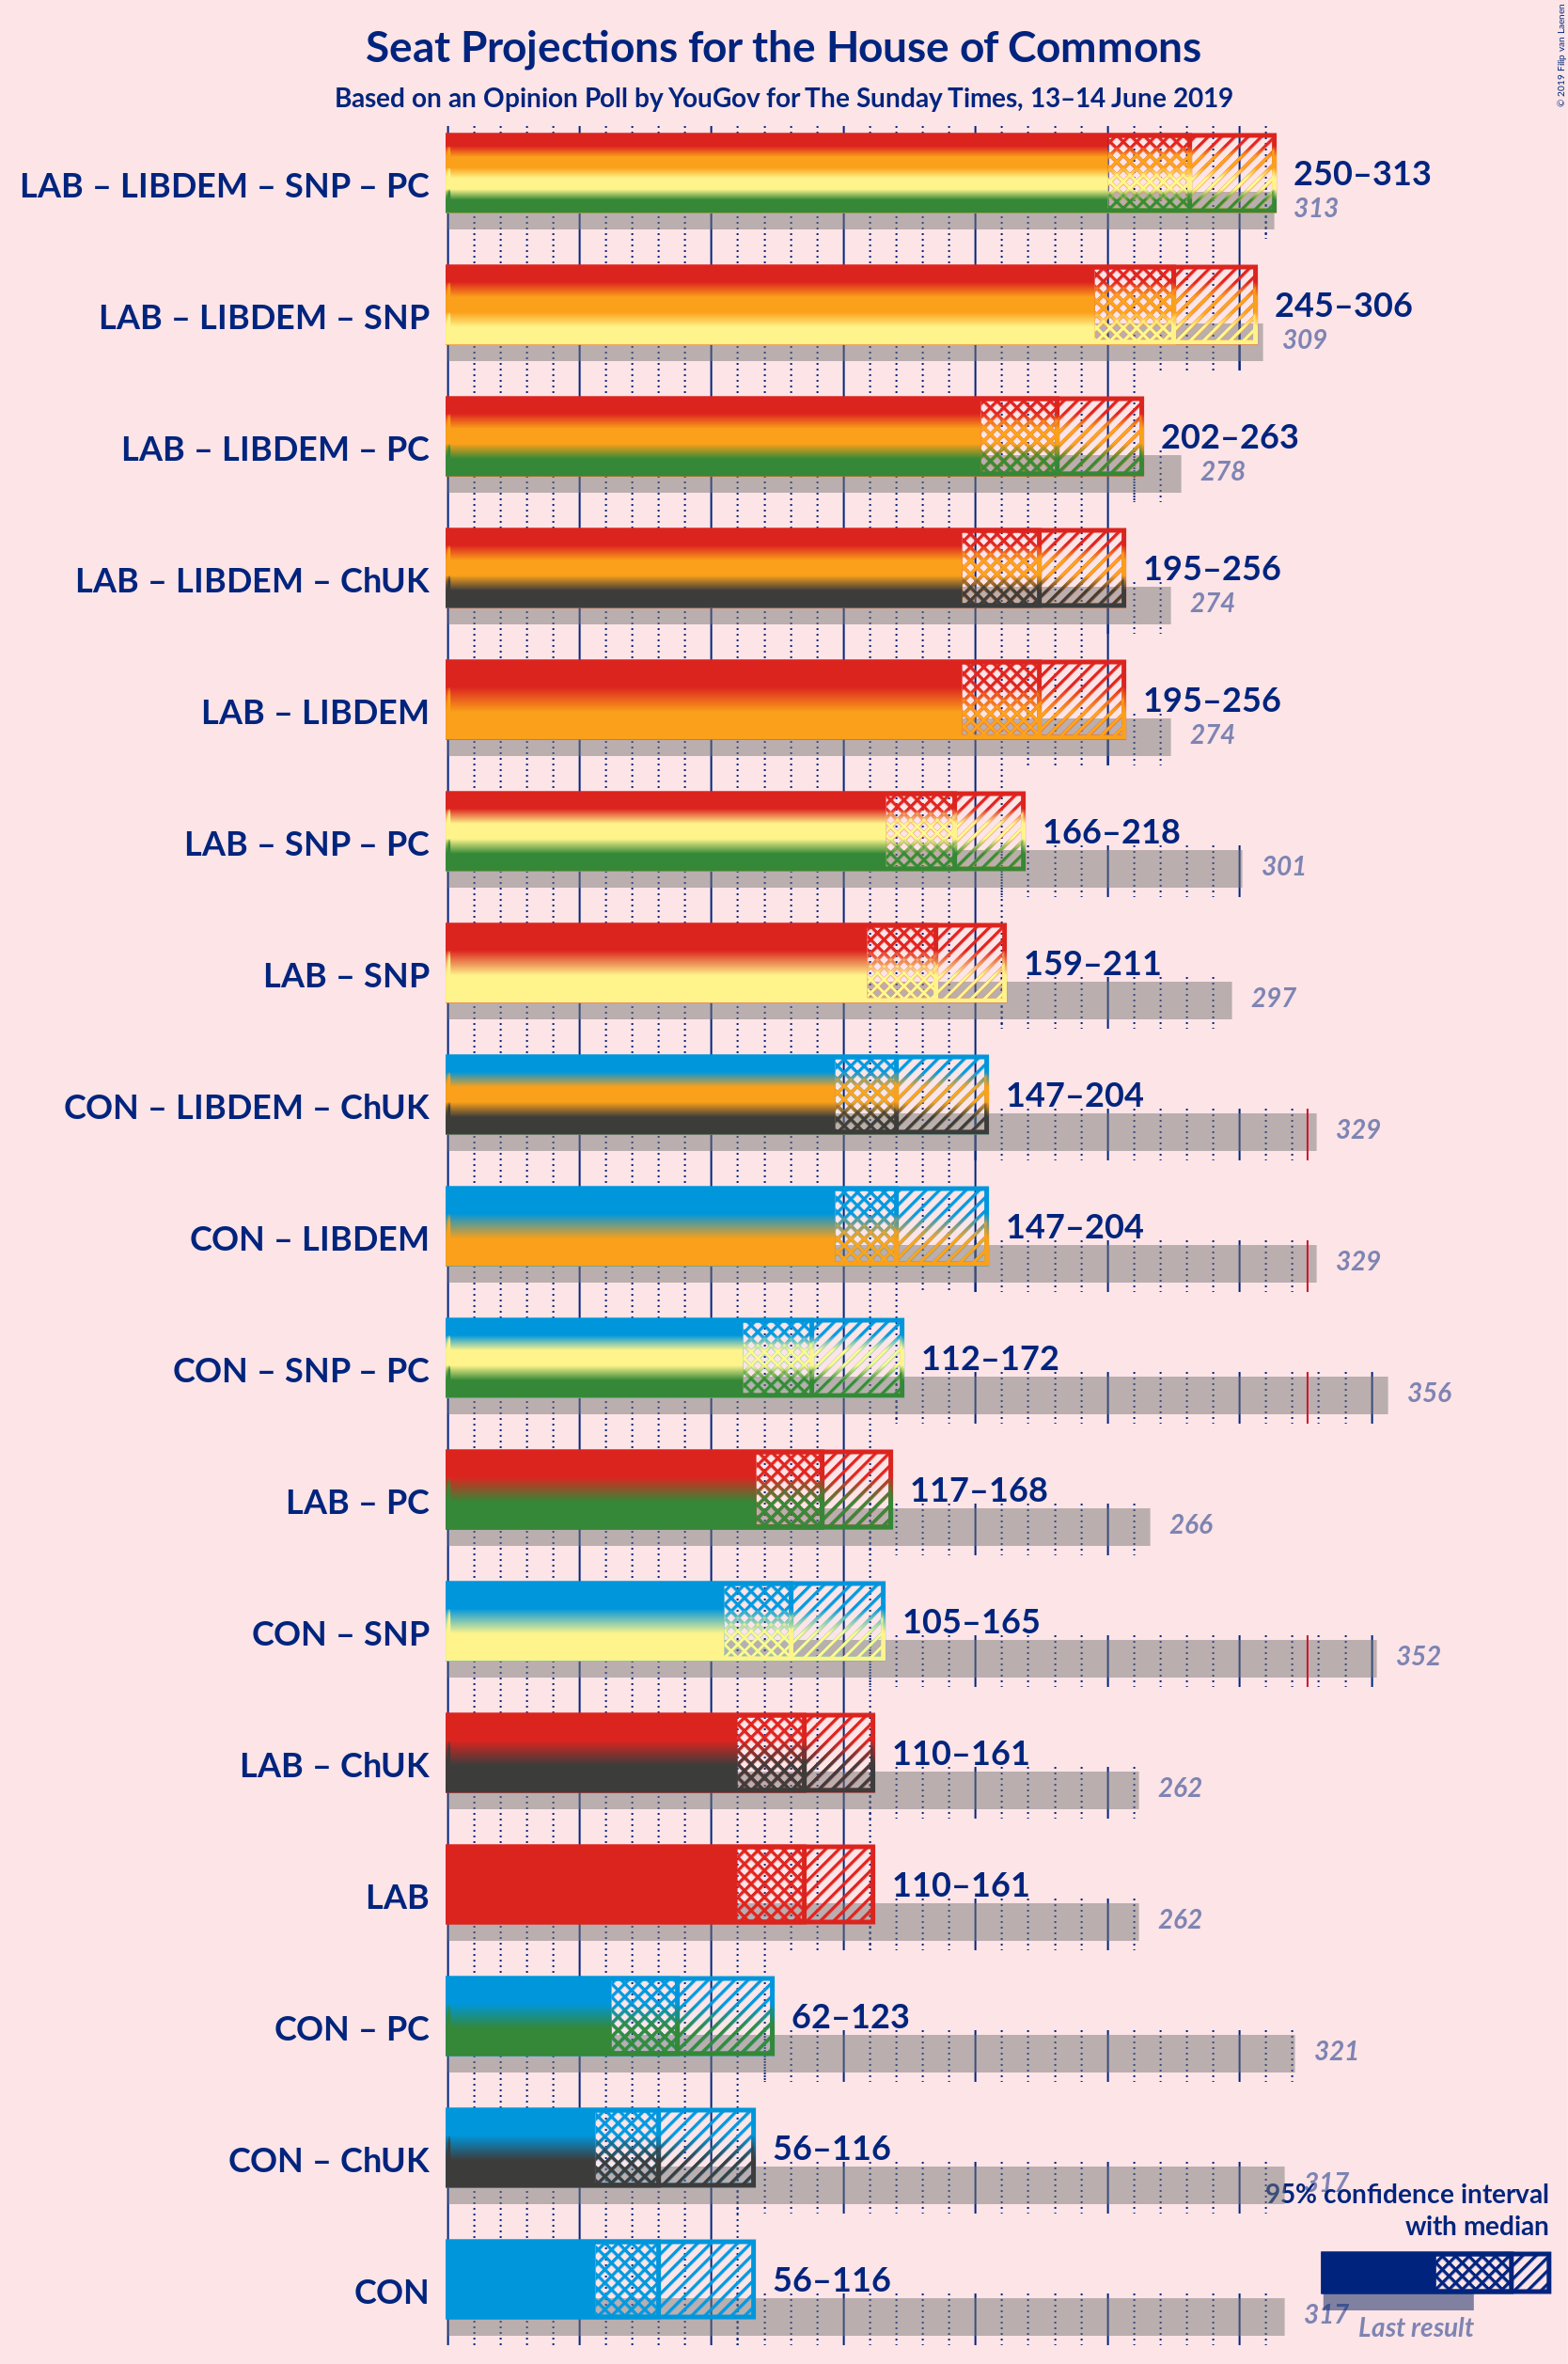 © 2019 Filip van Laenen
Seat Projections for the House of Commons
Based on an Opinion Poll by YouGov for The Sunday Times, 13–14 June 2019
LAB – LIBDEM – SNP – PC
250–313
313
LAB – LIBDEM – SNP
245–306
309
LAB – LIBDEM – PC
202–263
278
LAB – LIBDEM – ChUK
195–256
274
LAB – LIBDEM
195–256
274
LAB – SNP – PC
166–218
301
LAB – SNP
159–211
297
CON – LIBDEM – ChUK
147–204
329
CON – LIBDEM
147–204
329
CON – SNP – PC
112–172
356
LAB – PC
117–168
266
CON – SNP
105–165
352
LAB – ChUK
110–161
262
LAB
110–161
262
CON – PC
62–123
321
CON – ChUK
56–116
317
95% confidence interval
with median
CON
56–116
317
Last result